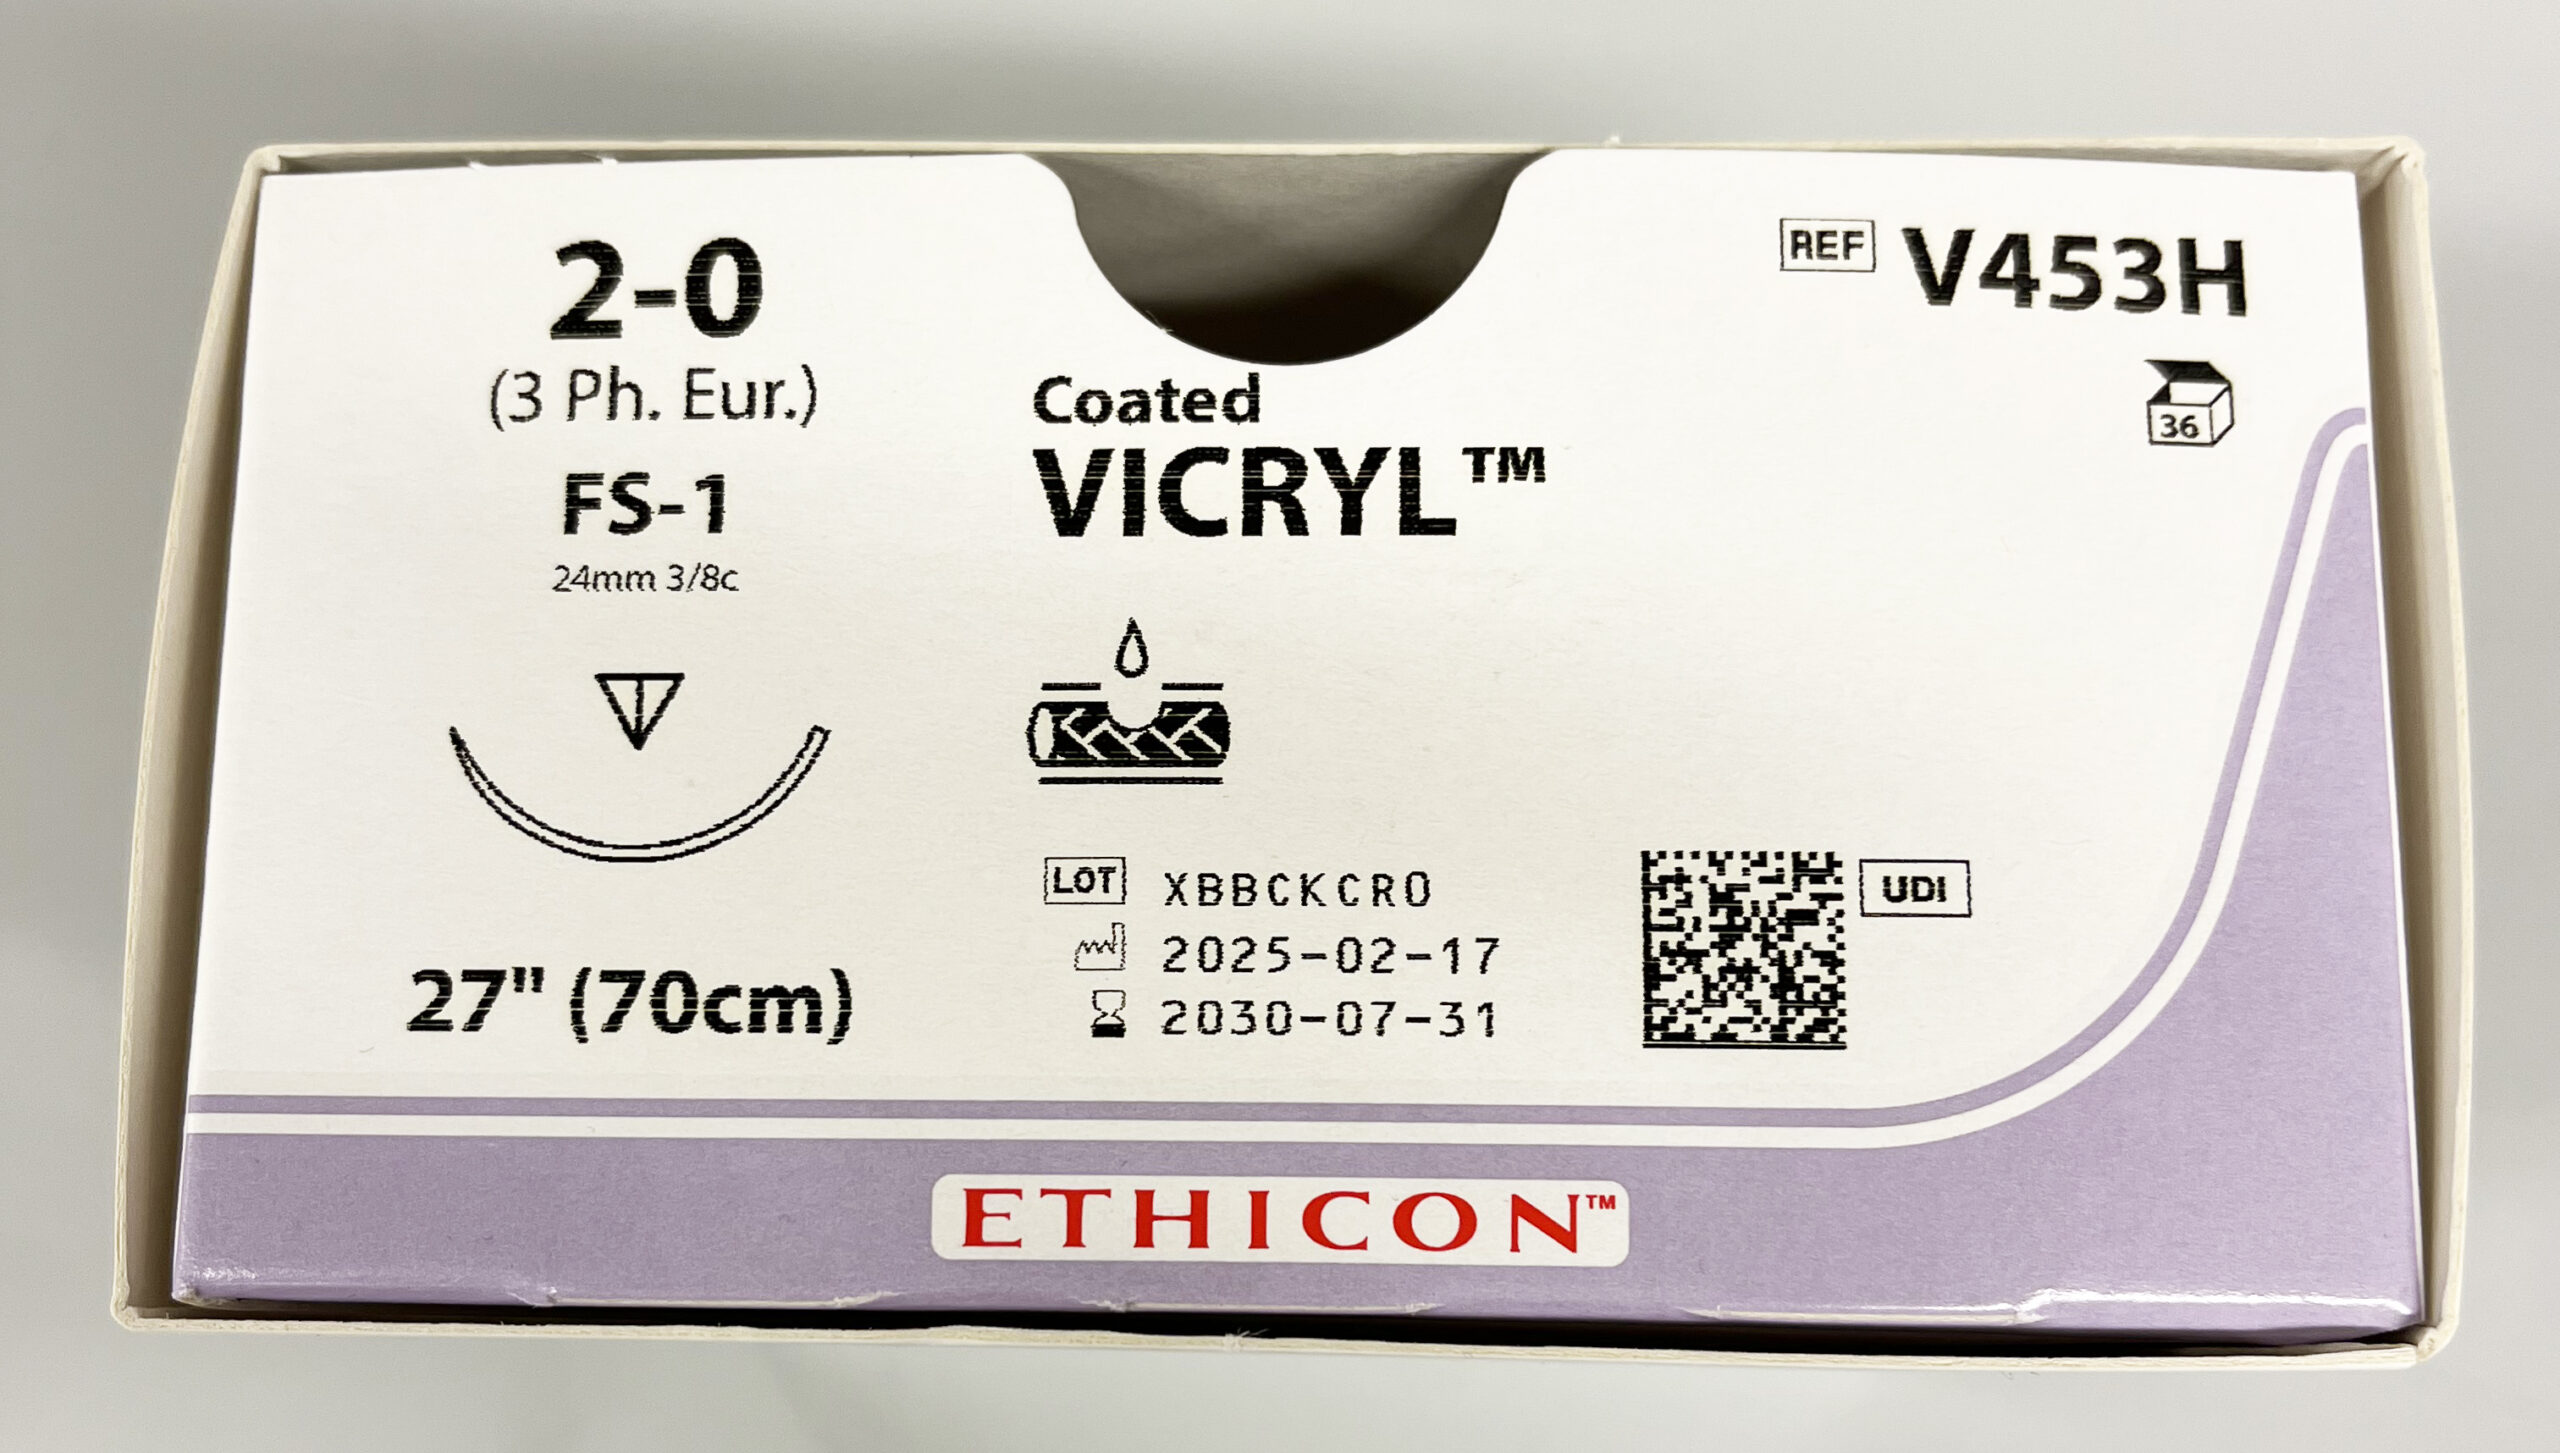 2-0
(3 Ph. Eur.)
FS-1
24mm 3/8c
27" (70cm)
Coated
VICRYL™
LOT XBBCKCR0
2025-02-17
2030-07-31
REF V453H
36
UDI
ETHICON™